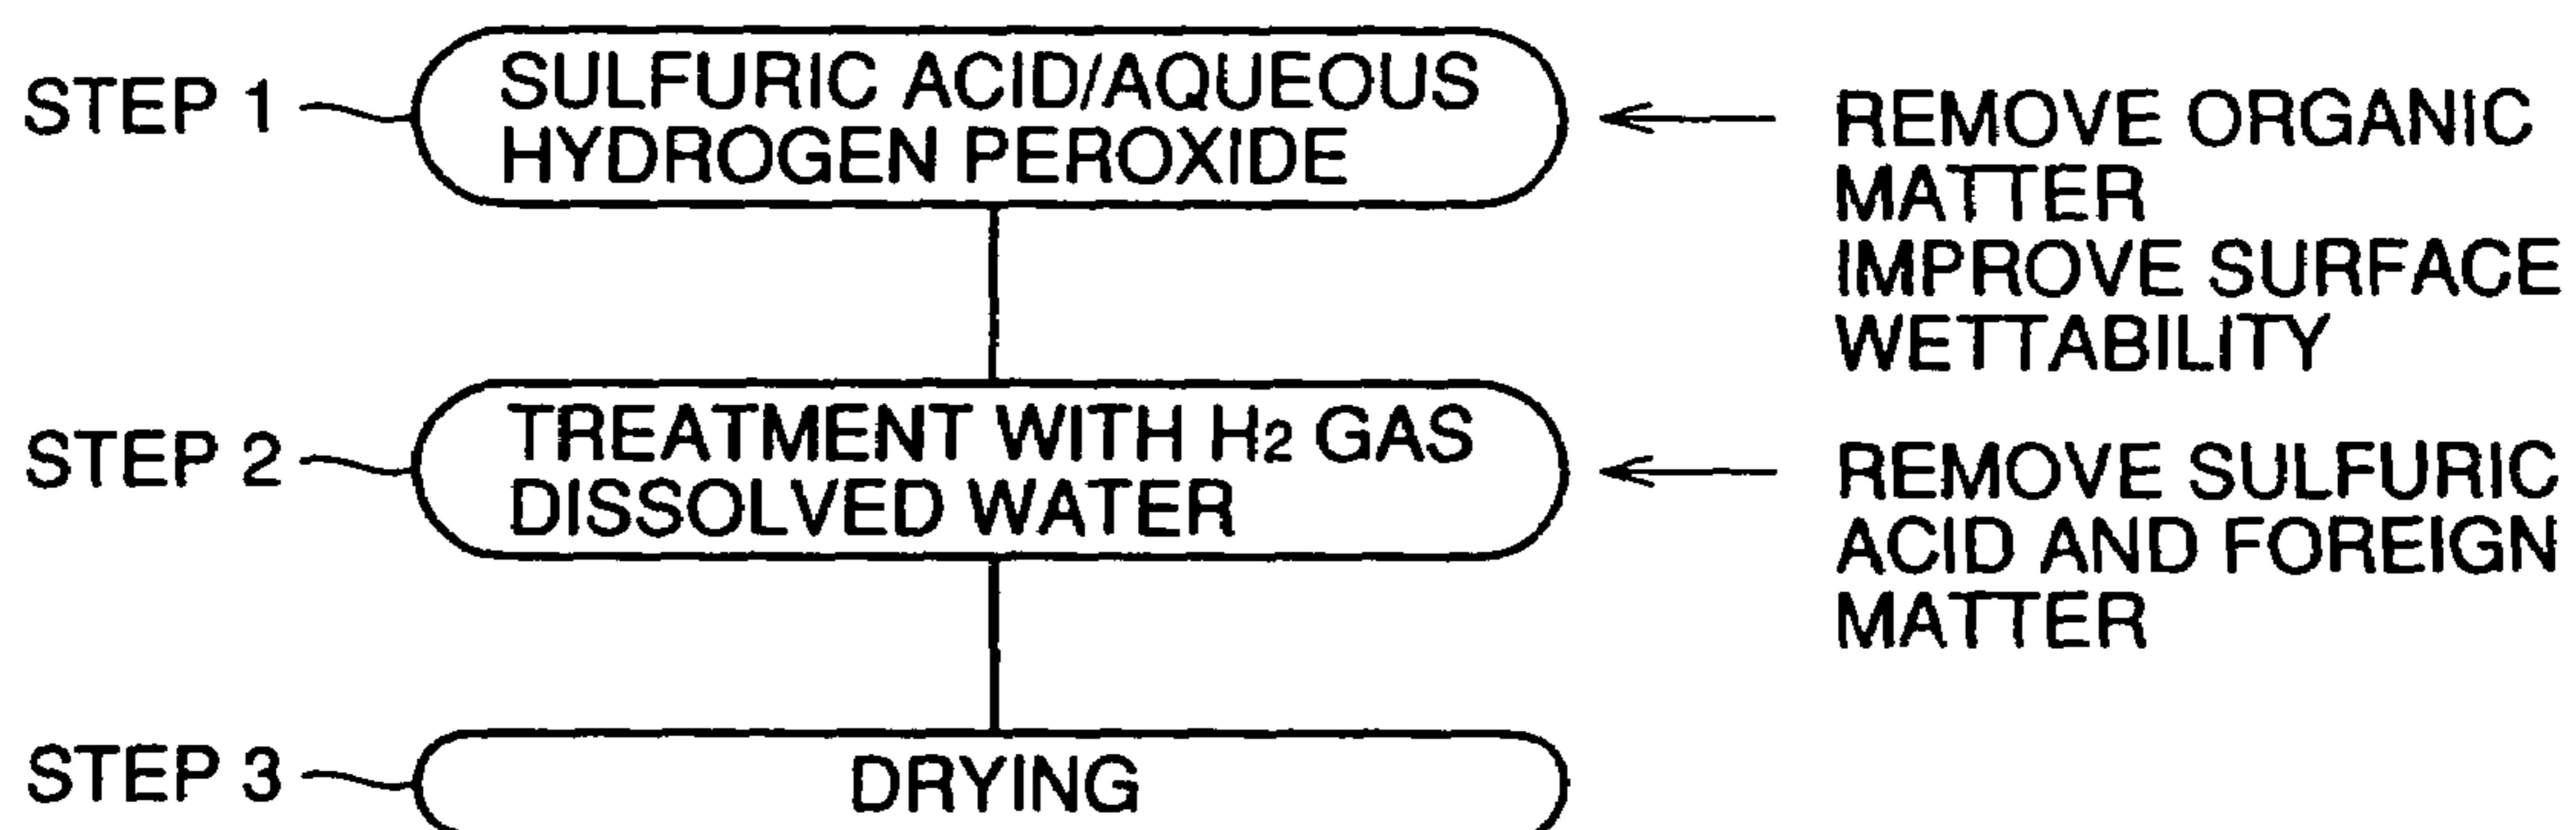 STEP 1
SULFURIC ACID/AQUEOUS
HYDROGEN PEROXIDE
REMOVE ORGANIC
MATTER
IMPROVE SURFACE
WETTABILITY
STEP 2
TREATMENT WITH H2 GAS
DISSOLVED WATER
REMOVE SULFURIC
ACID AND FOREIGN
MATTER
STEP 3
DRYING